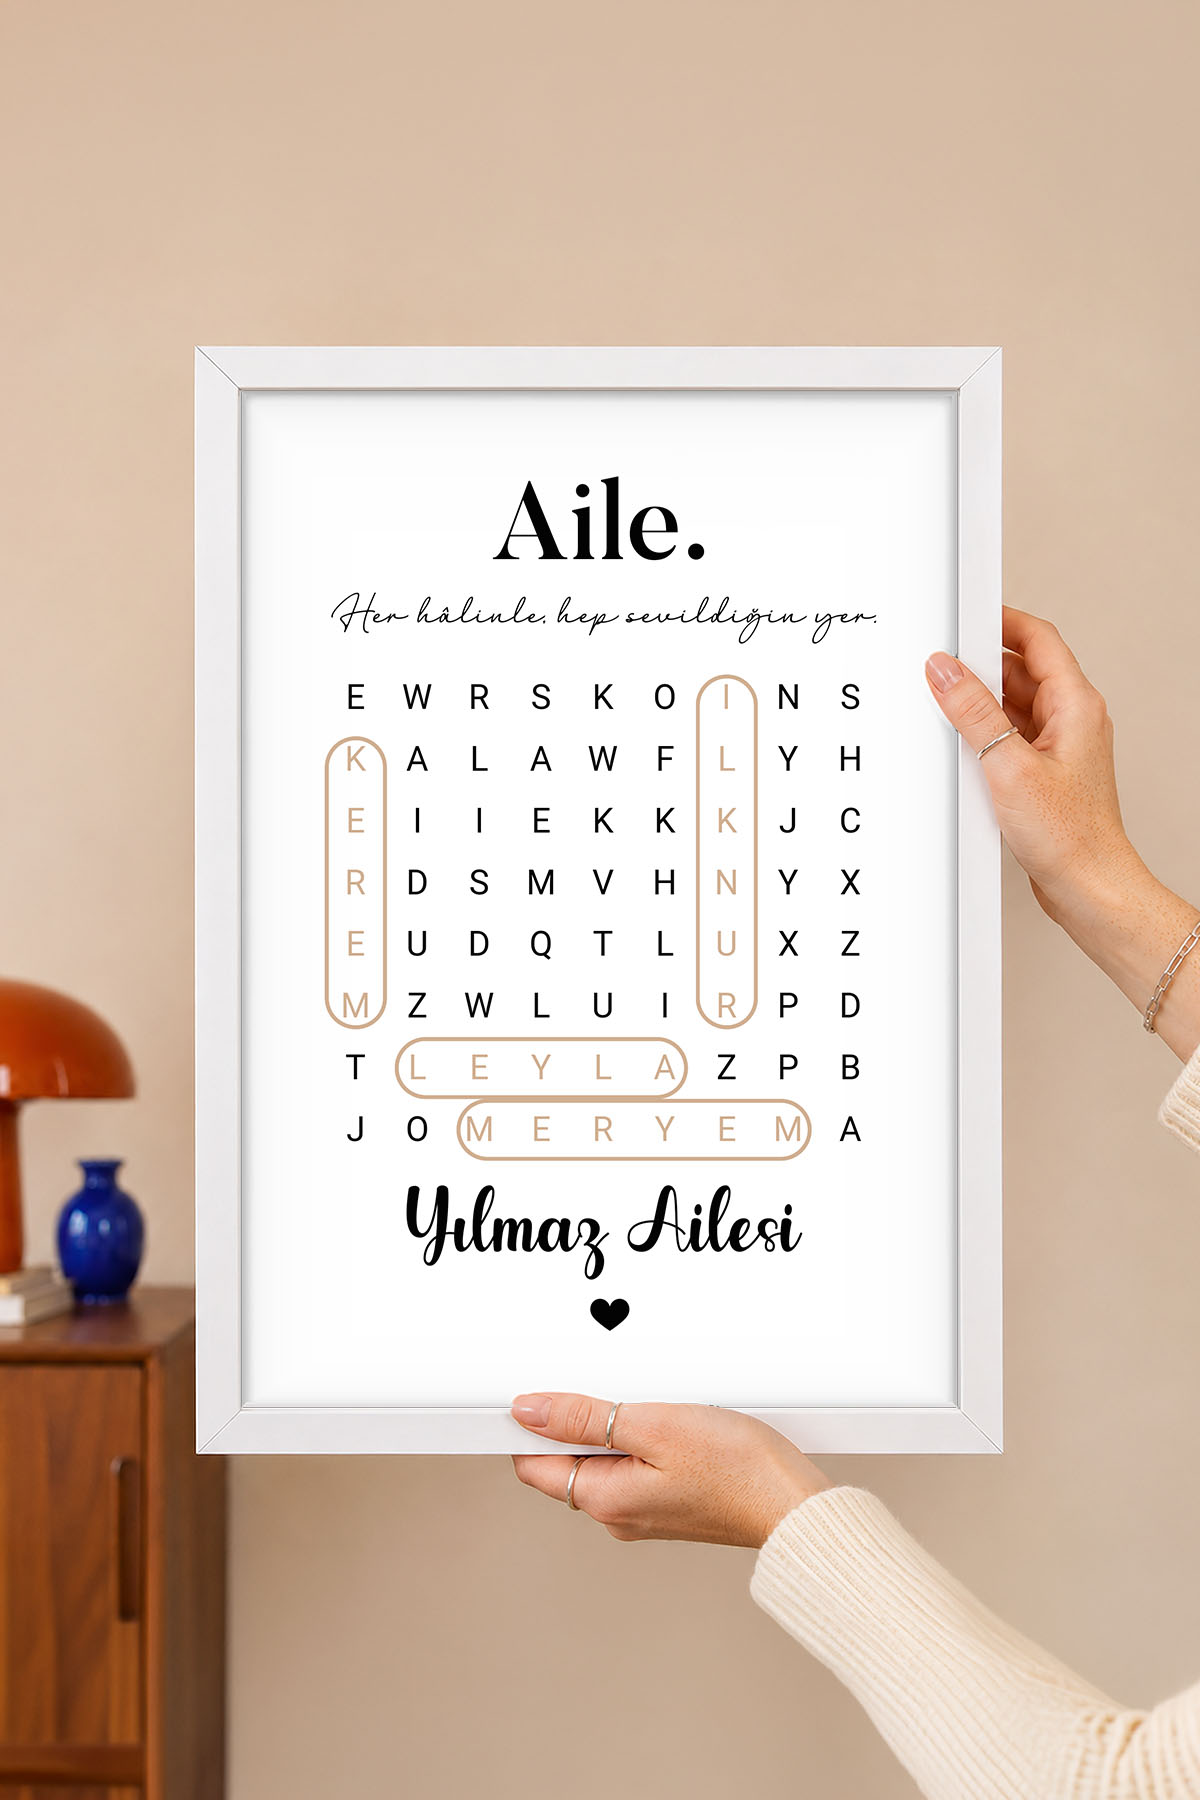 Aile.
Her hâlinle, hep sevildiğin yer.
E W R S K O I N S
K A L A W F L Y H
E I I E K K K J C
R D S M V H N Y X
E U D Q T L U X Z
M Z W L U I R P D
T L E Y L A Z P B
J O M E R Y E M A
Yılmaz Ailesi